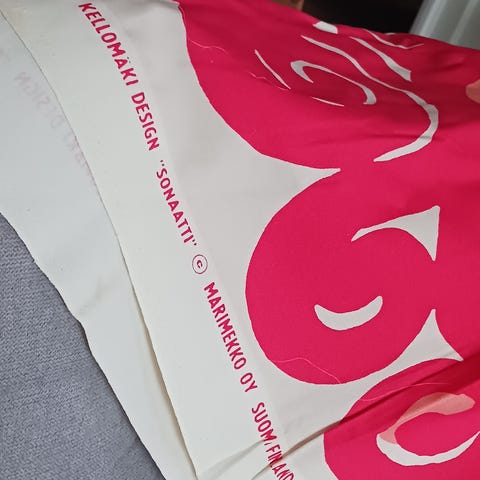 KELLOMÄKI DESIGN "SONAATTI" © MARIMEKKO OY SUOMI FINLAND